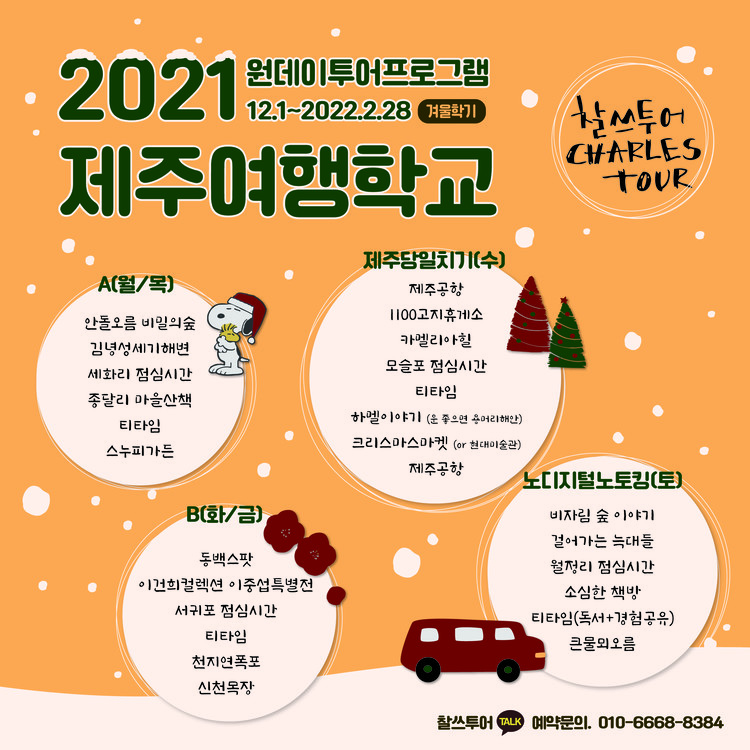 2021 원데이투어프로그램
12.1~2022.2.28 겨울학기
제주여행학교
찰쓰투어
CHARLES
TOUR
A(월/목)
안돌오름 비밀의숲
김녕성세기해변
세화리 점심시간
종달리 마을산책
티타임
스누피가든
제주당일치기(수)
제주공항
1100고지휴게소
카멜리아힐
모슬포 점심시간
티타임
하멜이야기 (운 좋으면 용머리해안)
크리스마스마켓 (or 현대미술관)
제주공항
B(화/금)
동백스팟
이건희컬렉션 이중섭특별전
서귀포 점심시간
티타임
천지연폭포
신천목장
노디지털노토킹(토)
비자림 숲 이야기
걸어가는 늑대들
월정리 점심시간
소심한 책방
티타임(독서+경험공유)
큰물뫼오름
찰쓰투어 TALK 예약문의. 010-6668-8384